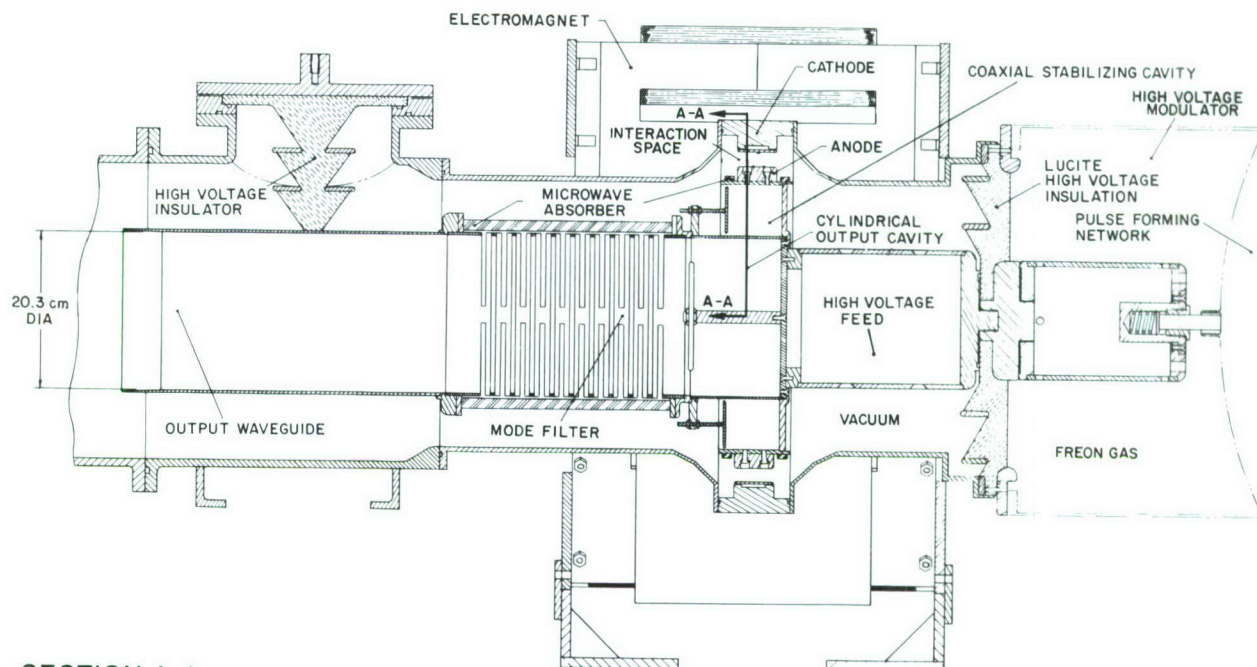 ELECTROMAGNET
CATHODE
COAXIAL STABILIZING CAVITY
HIGH VOLTAGE
MODULATOR
A-A
INTERACTION
SPACE
ANODE
LUCITE
HIGH VOLTAGE
INSULATION
HIGH VOLTAGE
INSULATOR
MICROWAVE
ABSORBER
CYLINDRICAL
OUTPUT CAVITY
PULSE FORMING
NETWORK
20.3 cm
DIA
A-A
HIGH VOLTAGE
FEED
OUTPUT WAVEGUIDE
MODE FILTER
VACUUM
FREON GAS